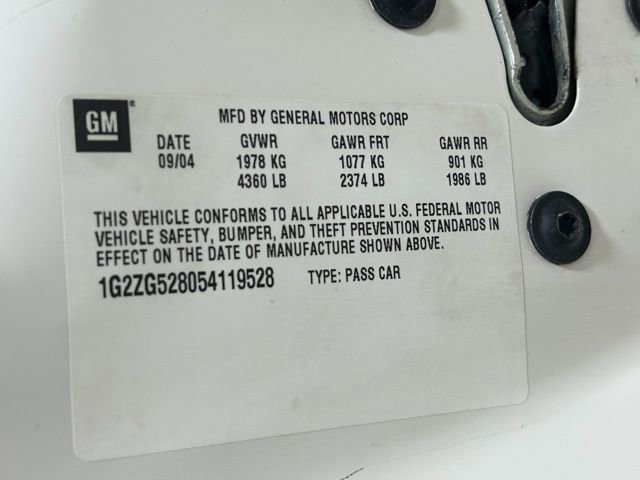 GM ®
MFD BY GENERAL MOTORS CORP
DATE GVWR GAWR FRT GAWR RR
09/04 1978 KG 1077 KG 901 KG
4360 LB 2374 LB 1986 LB
THIS VEHICLE CONFORMS TO ALL APPLICABLE U.S. FEDERAL MOTOR
VEHICLE SAFETY, BUMPER, AND THEFT PREVENTION STANDARDS IN
EFFECT ON THE DATE OF MANUFACTURE SHOWN ABOVE.
1G2ZG528054119528 TYPE: PASS CAR